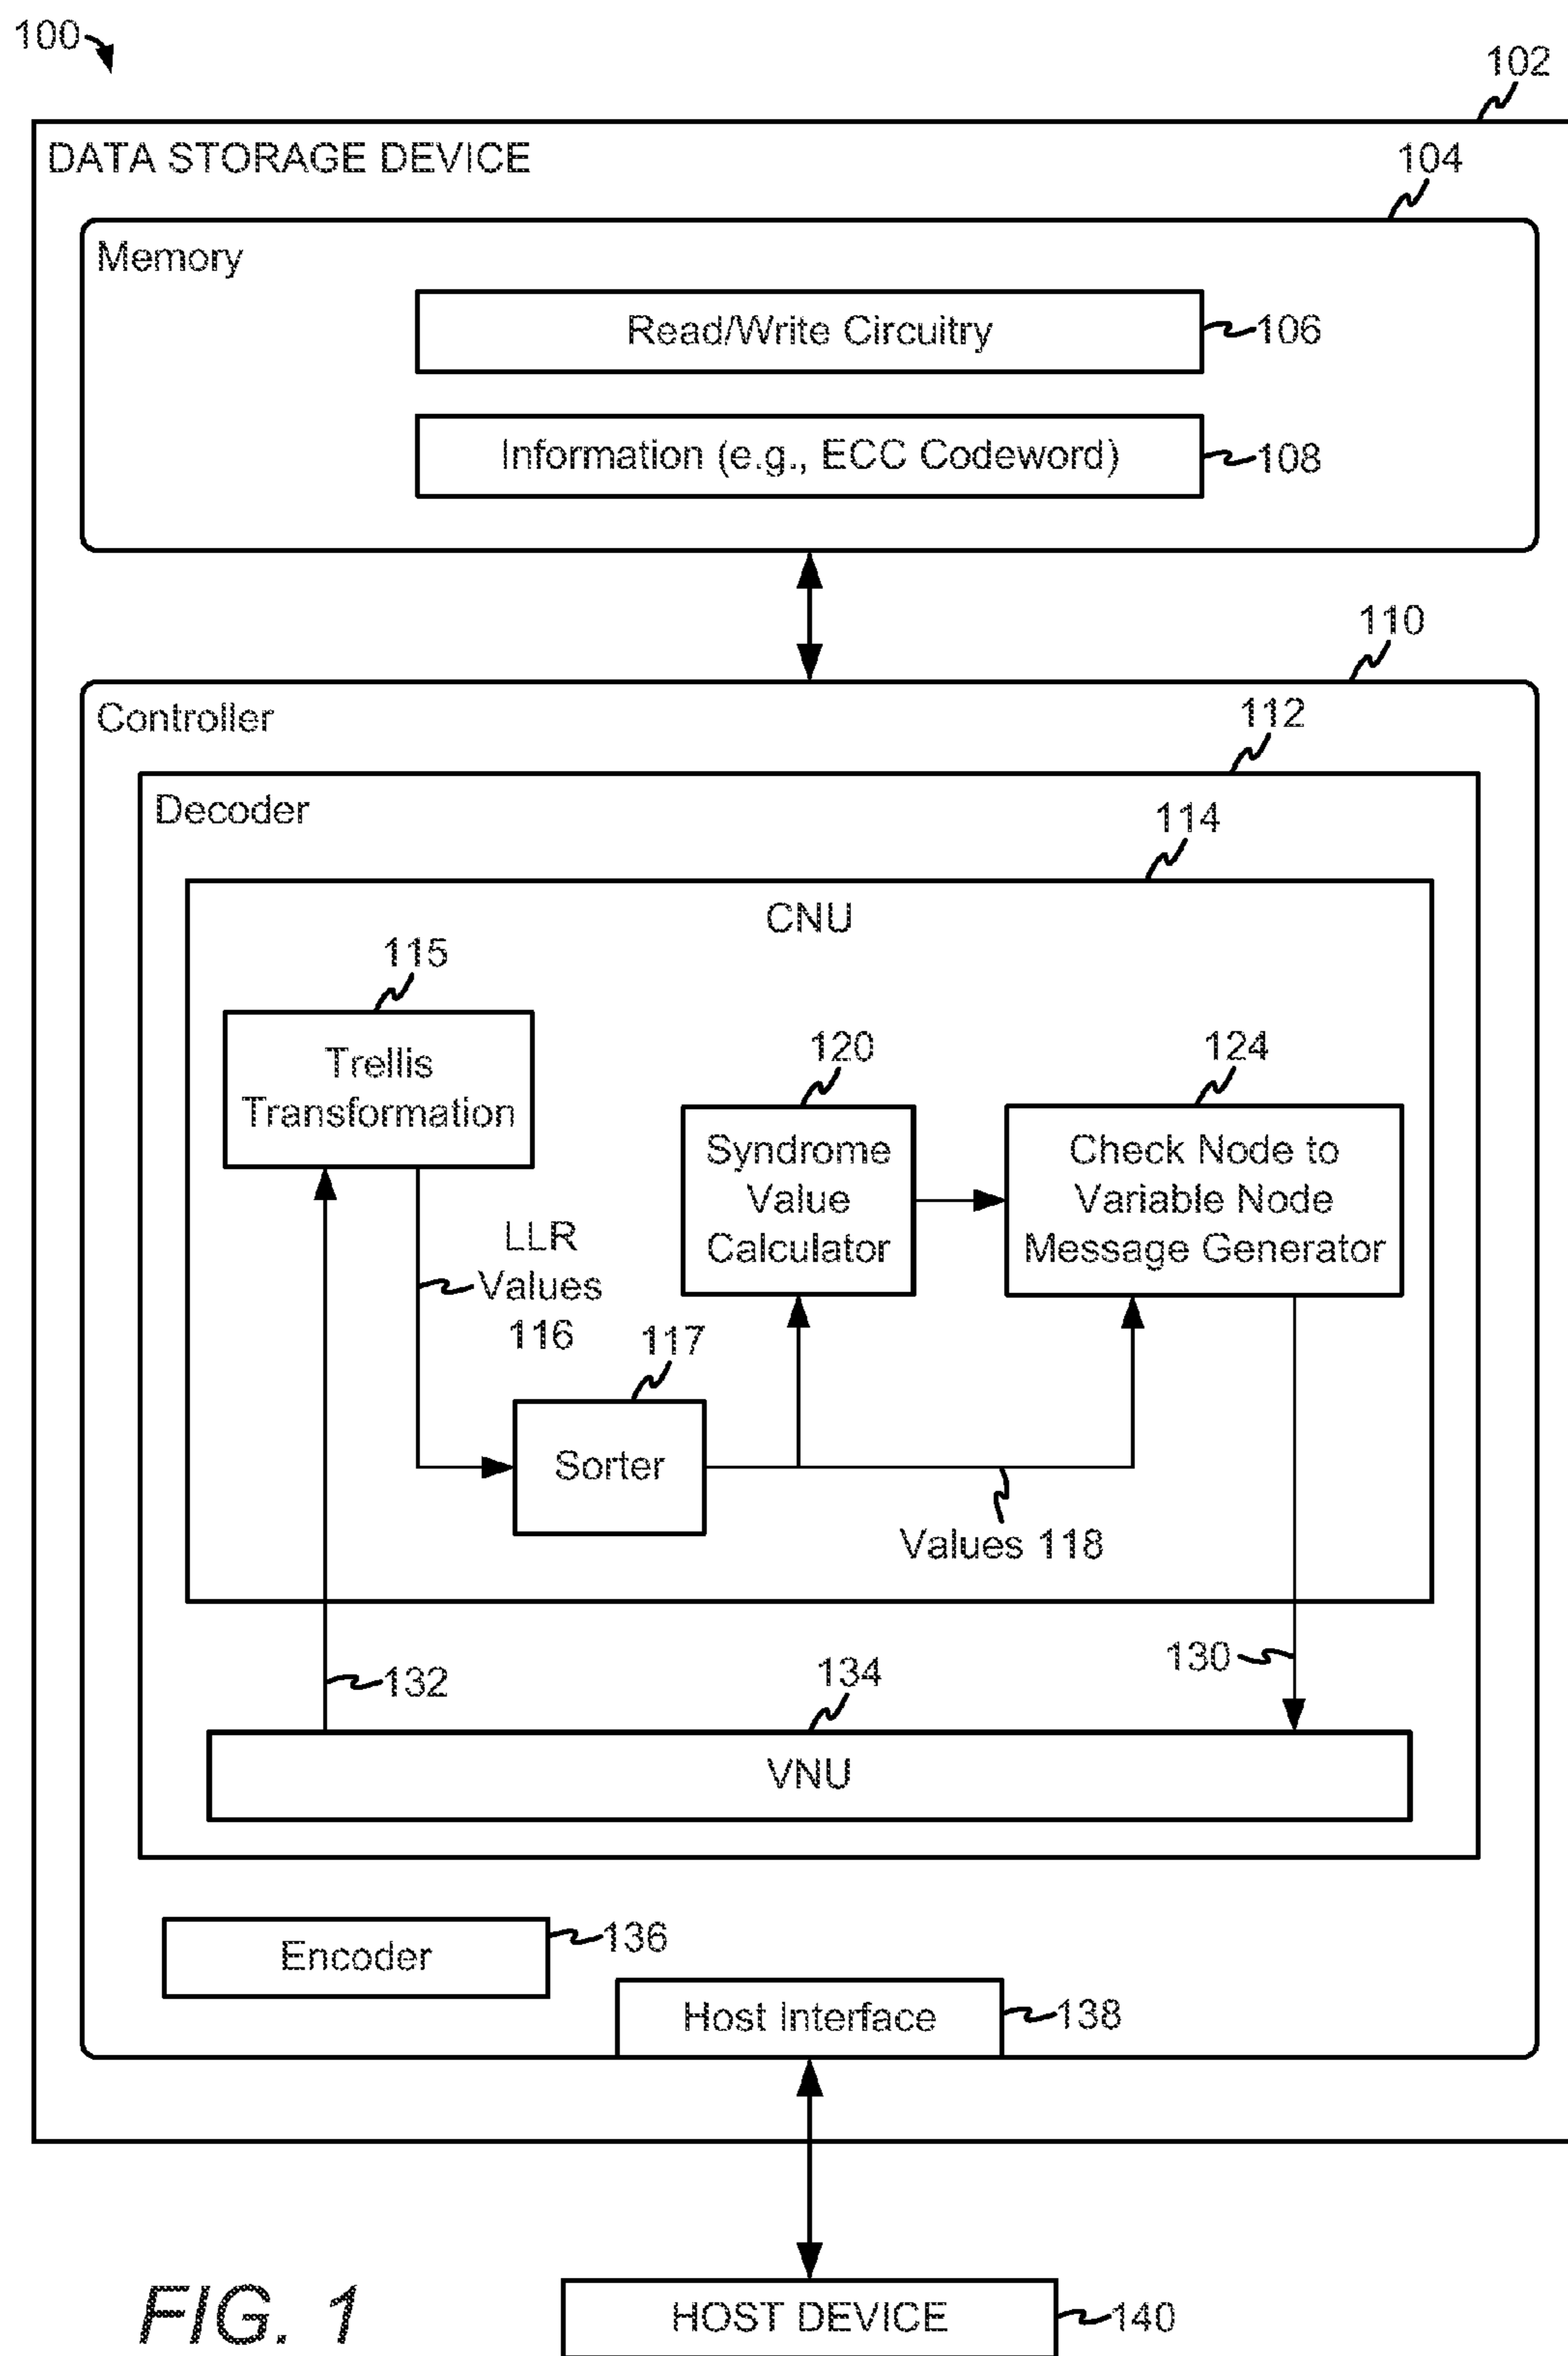 100
102
DATA STORAGE DEVICE
104
Memory
Read/Write Circuitry
106
Information (e.g., ECC Codeword)
108
110
Controller
112
Decoder
114
CNU
115
Trellis
Transformation
120
124
Syndrome
Value
Calculator
Check Node to
Variable Node
Message Generator
LLR
Values
116
117
Sorter
Values 118
132
134
130
VNU
Encoder
136
Host Interface
138
HOST DEVICE
140
FIG. 1